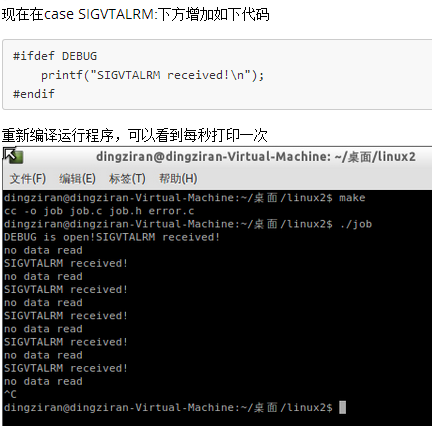 现在在case SIGVTALRM:下方增加如下代码
#ifdef DEBUG
    printf("SIGVTALRM received!\n");
#endif
重新编译运行程序，可以看到每秒打印一次
dingziran@dingziran-Virtual-Machine: ~/桌面/linux2
文件(F) 编辑(E) 标签(T) 帮助(H)
dingziran@dingziran-Virtual-Machine:~/桌面/linux2$ make
cc -o job job.c job.h error.c
dingziran@dingziran-Virtual-Machine:~/桌面/linux2$ ./job
DEBUG is open!SIGVTALRM received!
no data read
SIGVTALRM received!
no data read
SIGVTALRM received!
no data read
SIGVTALRM received!
no data read
SIGVTALRM received!
no data read
SIGVTALRM received!
no data read
^C
dingziran@dingziran-Virtual-Machine:~/桌面/linux2$